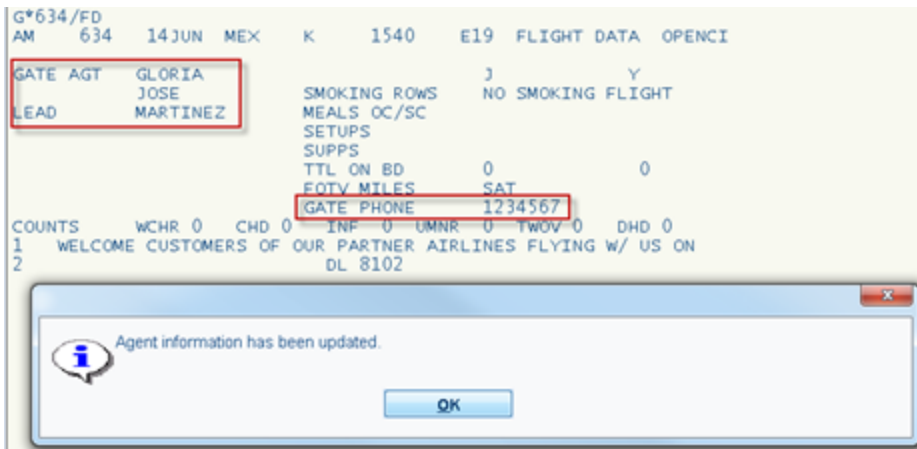 G*634/FD
AM 634 14JUN MEX K 1540 E19 FLIGHT DATA OPENCI
GATE AGT GLORIA J Y
JOSE SMOKING ROWS NO SMOKING FLIGHT
LEAD MARTINEZ MEALS OC/SC
SETUPS
SUPPS
TTL ON BD 0 0
FOTV MILES SAT
GATE PHONE 1234567
COUNTS WCHR 0 CHD 0 INF 0 UMNR 0 TWOV 0 DHD 0
1 WELCOME CUSTOMERS OF OUR PARTNER AIRLINES FLYING W/ US ON
2 DL 8102
x
Agent information has been updated.
i
OK